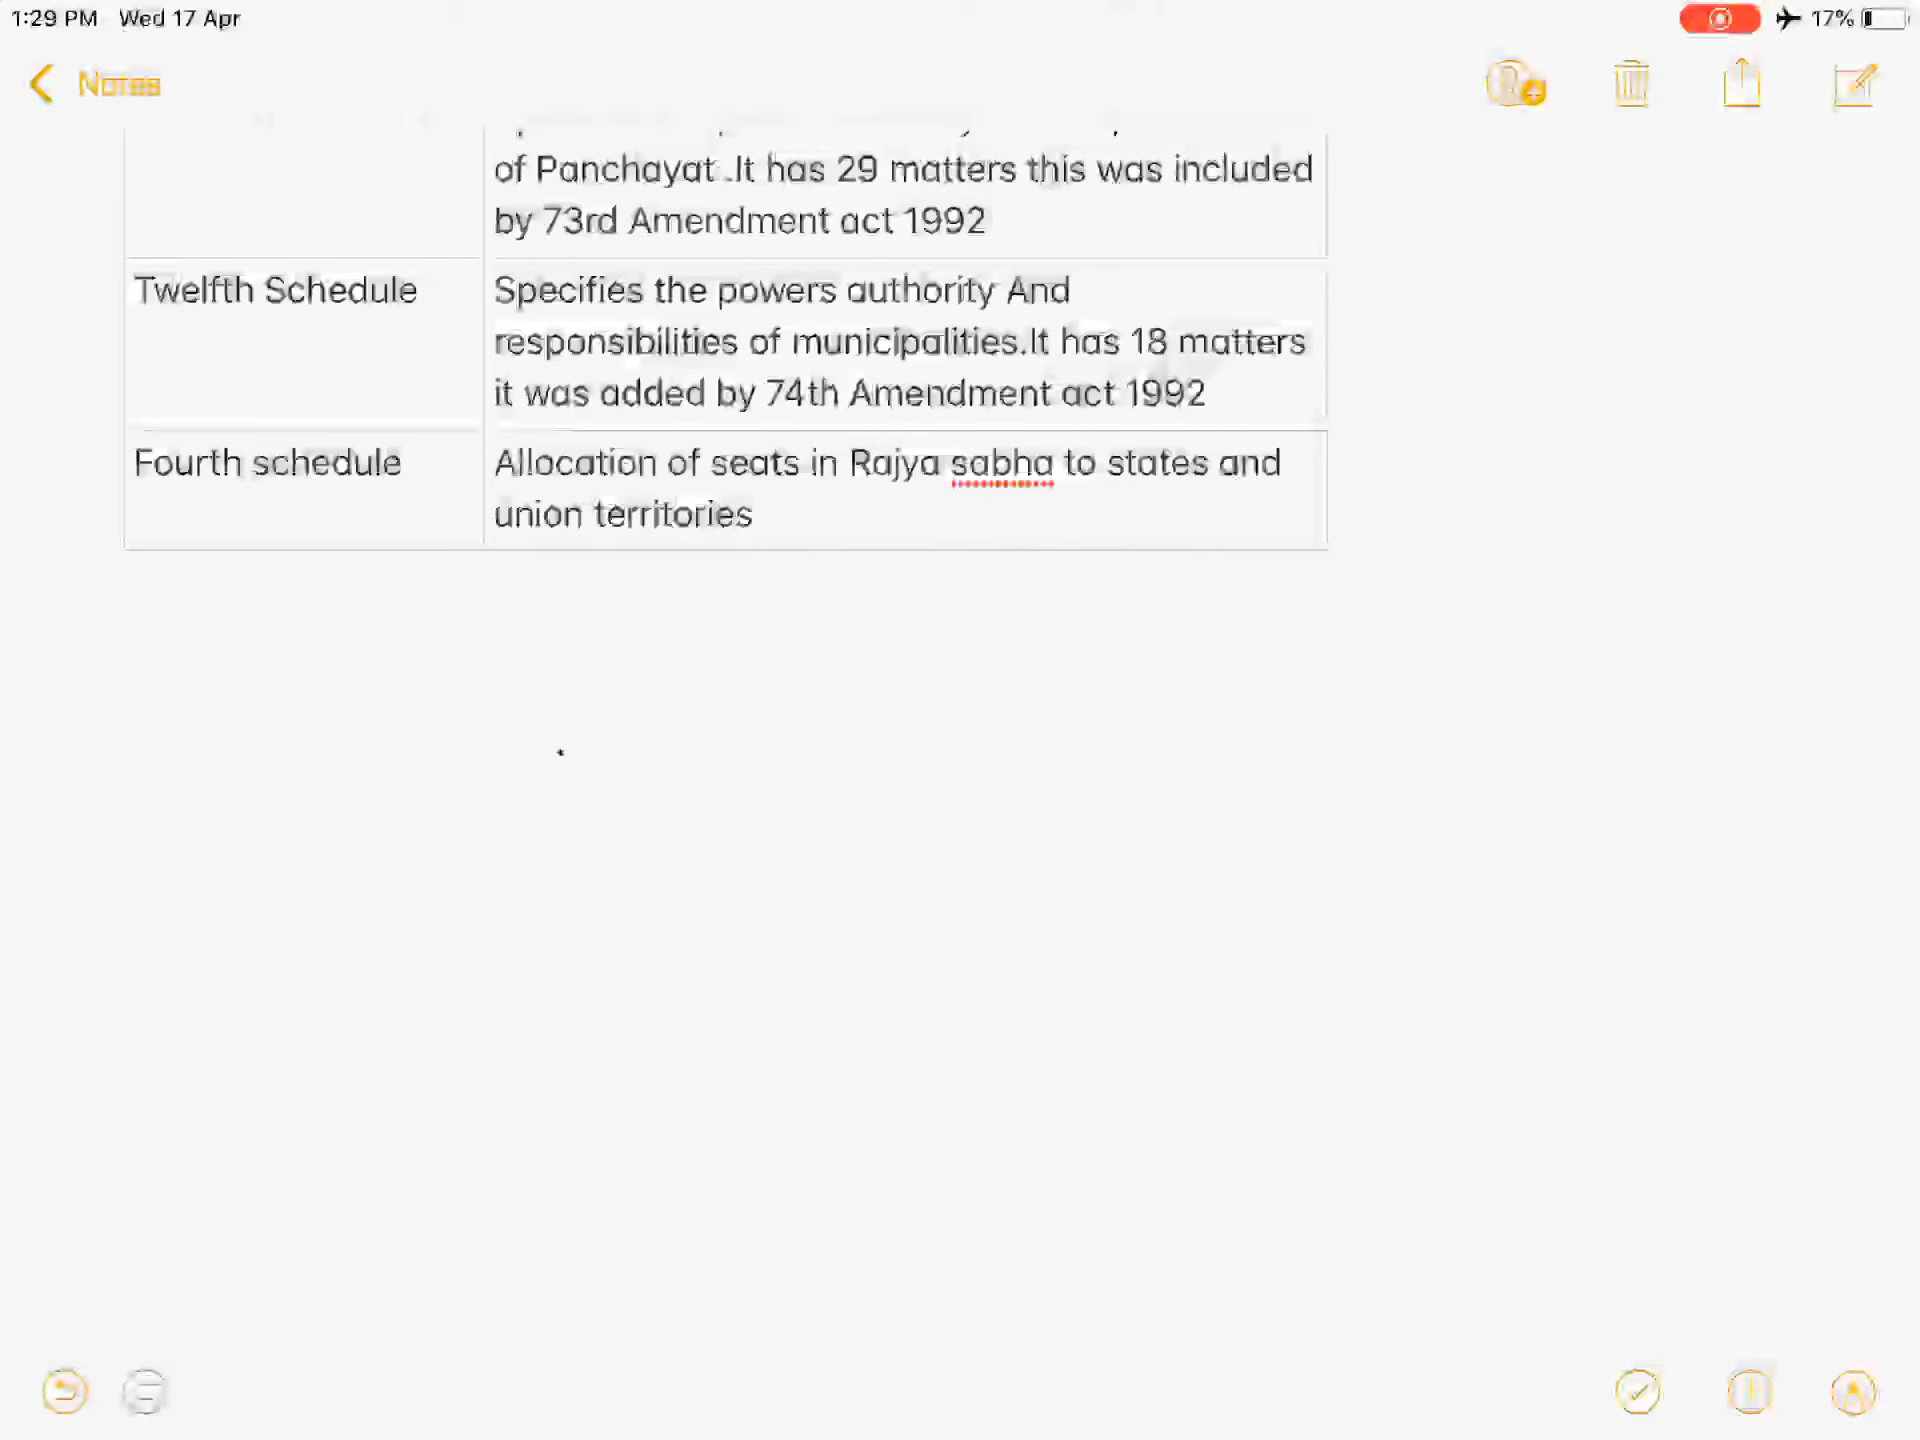 1:29 PM Wed 17 Apr
17%
Notes
of Panchayat .It has 29 matters this was included
by 73rd Amendment act 1992
Twelfth Schedule
Specifies the powers authority And
responsibilities of municipalities.It has 18 matters
it was added by 74th Amendment act 1992
Fourth schedule
Allocation of seats in Rajya sabha to states and
union territories